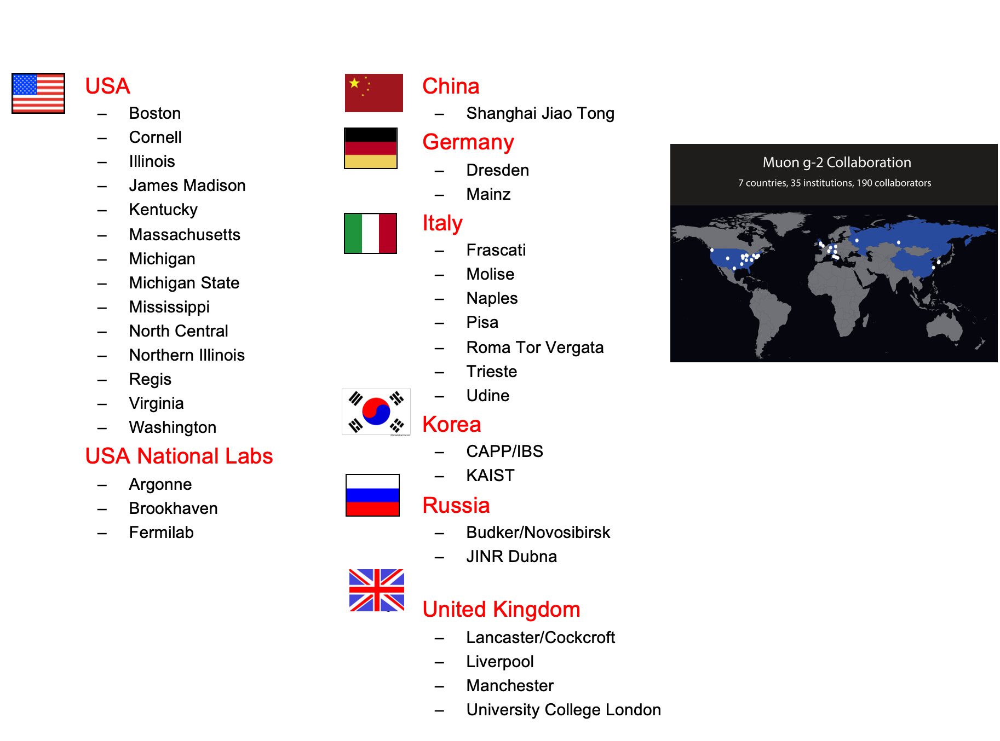 USA
– Boston
– Cornell
– Illinois
– James Madison
– Kentucky
– Massachusetts
– Michigan
– Michigan State
– Mississippi
– North Central
– Northern Illinois
– Regis
– Virginia
– Washington
USA National Labs
– Argonne
– Brookhaven
– Fermilab
China
– Shanghai Jiao Tong
Germany
– Dresden
– Mainz
Italy
– Frascati
– Molise
– Naples
– Pisa
– Roma Tor Vergata
– Trieste
– Udine
Korea
– CAPP/IBS
– KAIST
Russia
– Budker/Novosibirsk
– JINR Dubna
United Kingdom
– Lancaster/Cockcroft
– Liverpool
– Manchester
– University College London
Muon g-2 Collaboration
7 countries, 35 institutions, 190 collaborators